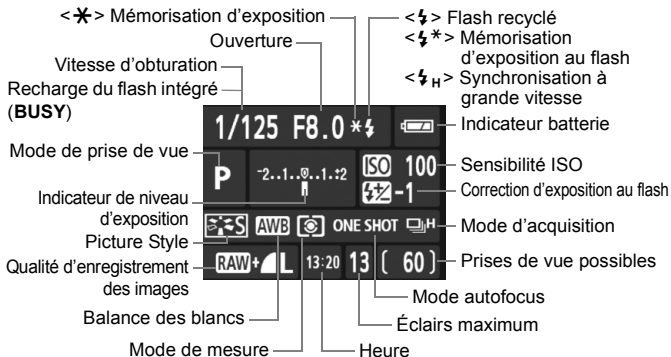 <✱> Mémorisation d'exposition
Ouverture
Vitesse d'obturation
Recharge du flash intégré
(BUSY)
Mode de prise de vue
Indicateur de niveau
d'exposition
Picture Style
Qualité d'enregistrement
des images
Balance des blancs
Mode de mesure
<⚡> Flash recyclé
<⚡*> Mémorisation
d'exposition au flash
<⚡H> Synchronisation à
grande vitesse
Indicateur batterie
Sensibilité ISO
Correction d'exposition au flash
Mode d'acquisition
Prises de vue possibles
Mode autofocus
Éclairs maximum
Heure
1/125 F8.0 *⚡
P -2..1..0..1.:2 ISO 100
-1
S AWB ONE SHOT H
RAW+L 13:20 13 [ 60]